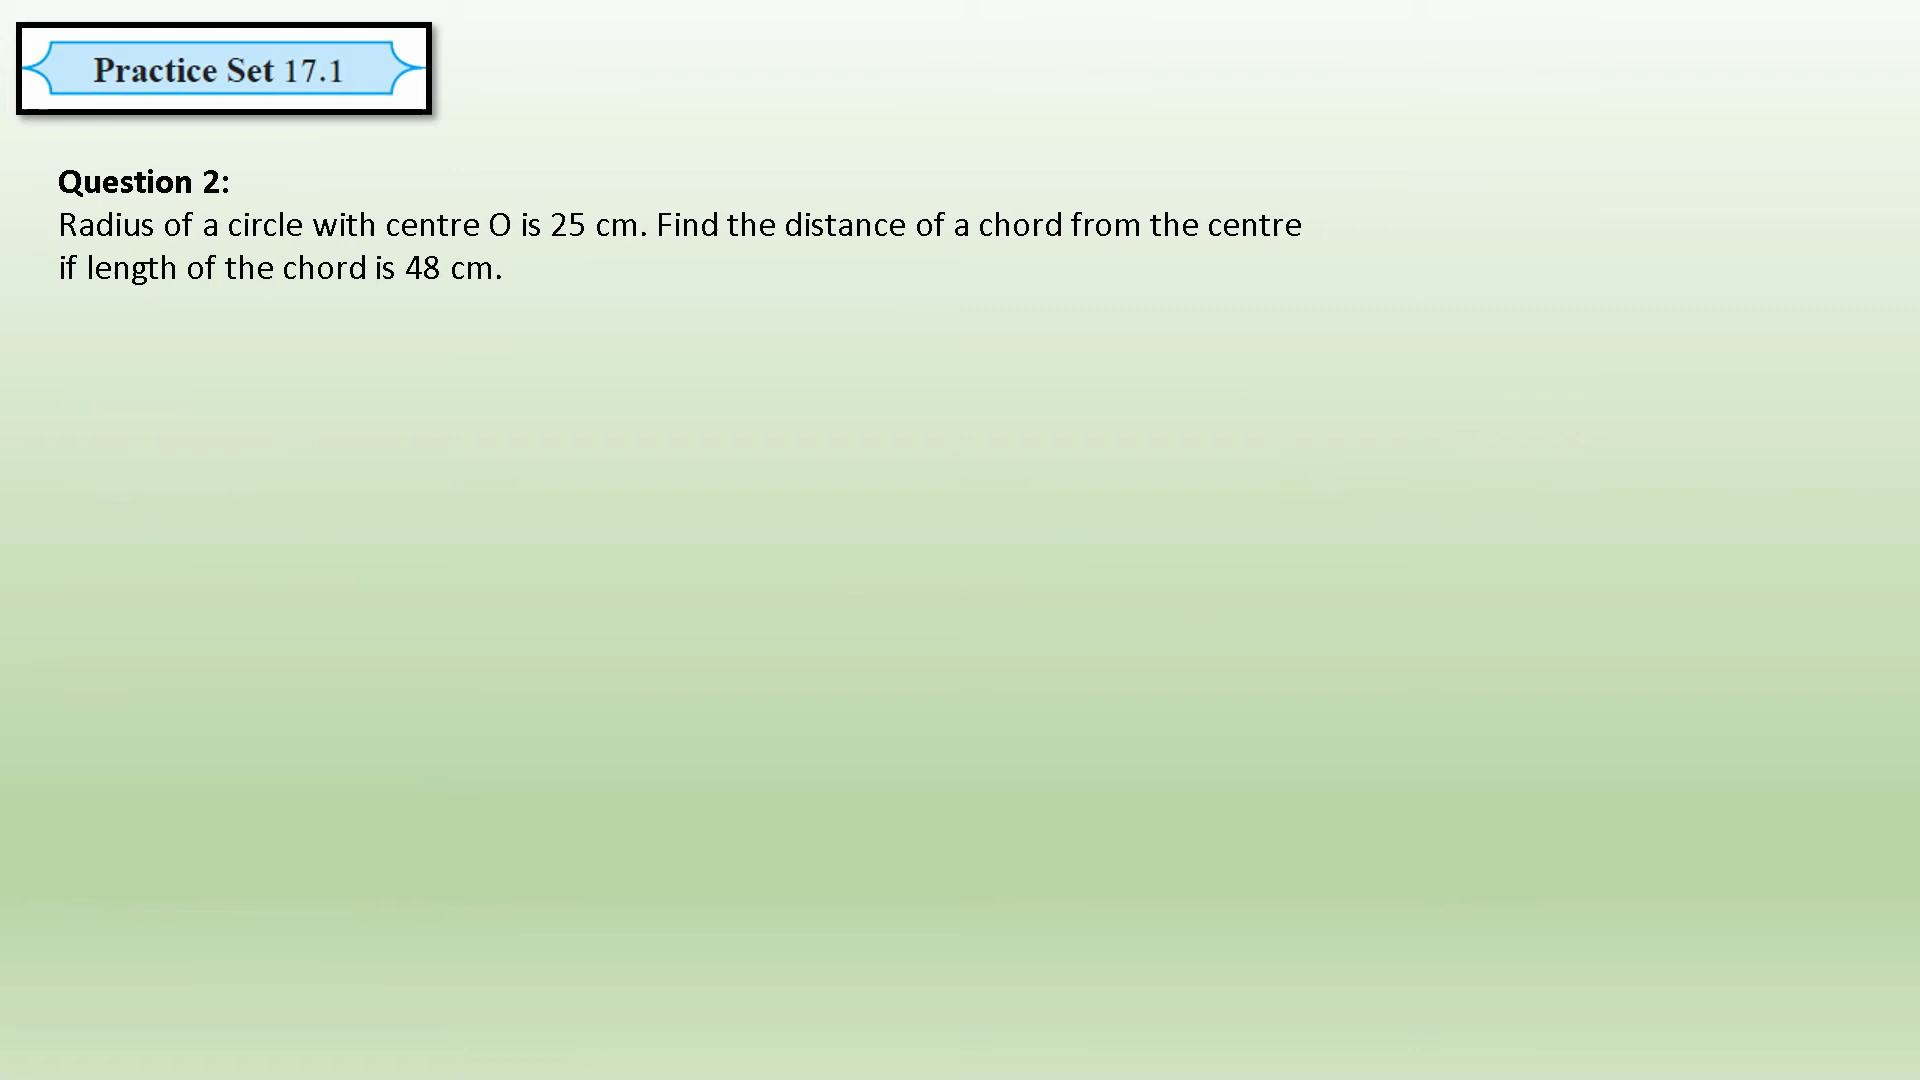 Practice Set 17.1
Question 2:
Radius of a circle with centre O is 25 cm. Find the distance of a chord from the centre
if length of the chord is 48 cm.